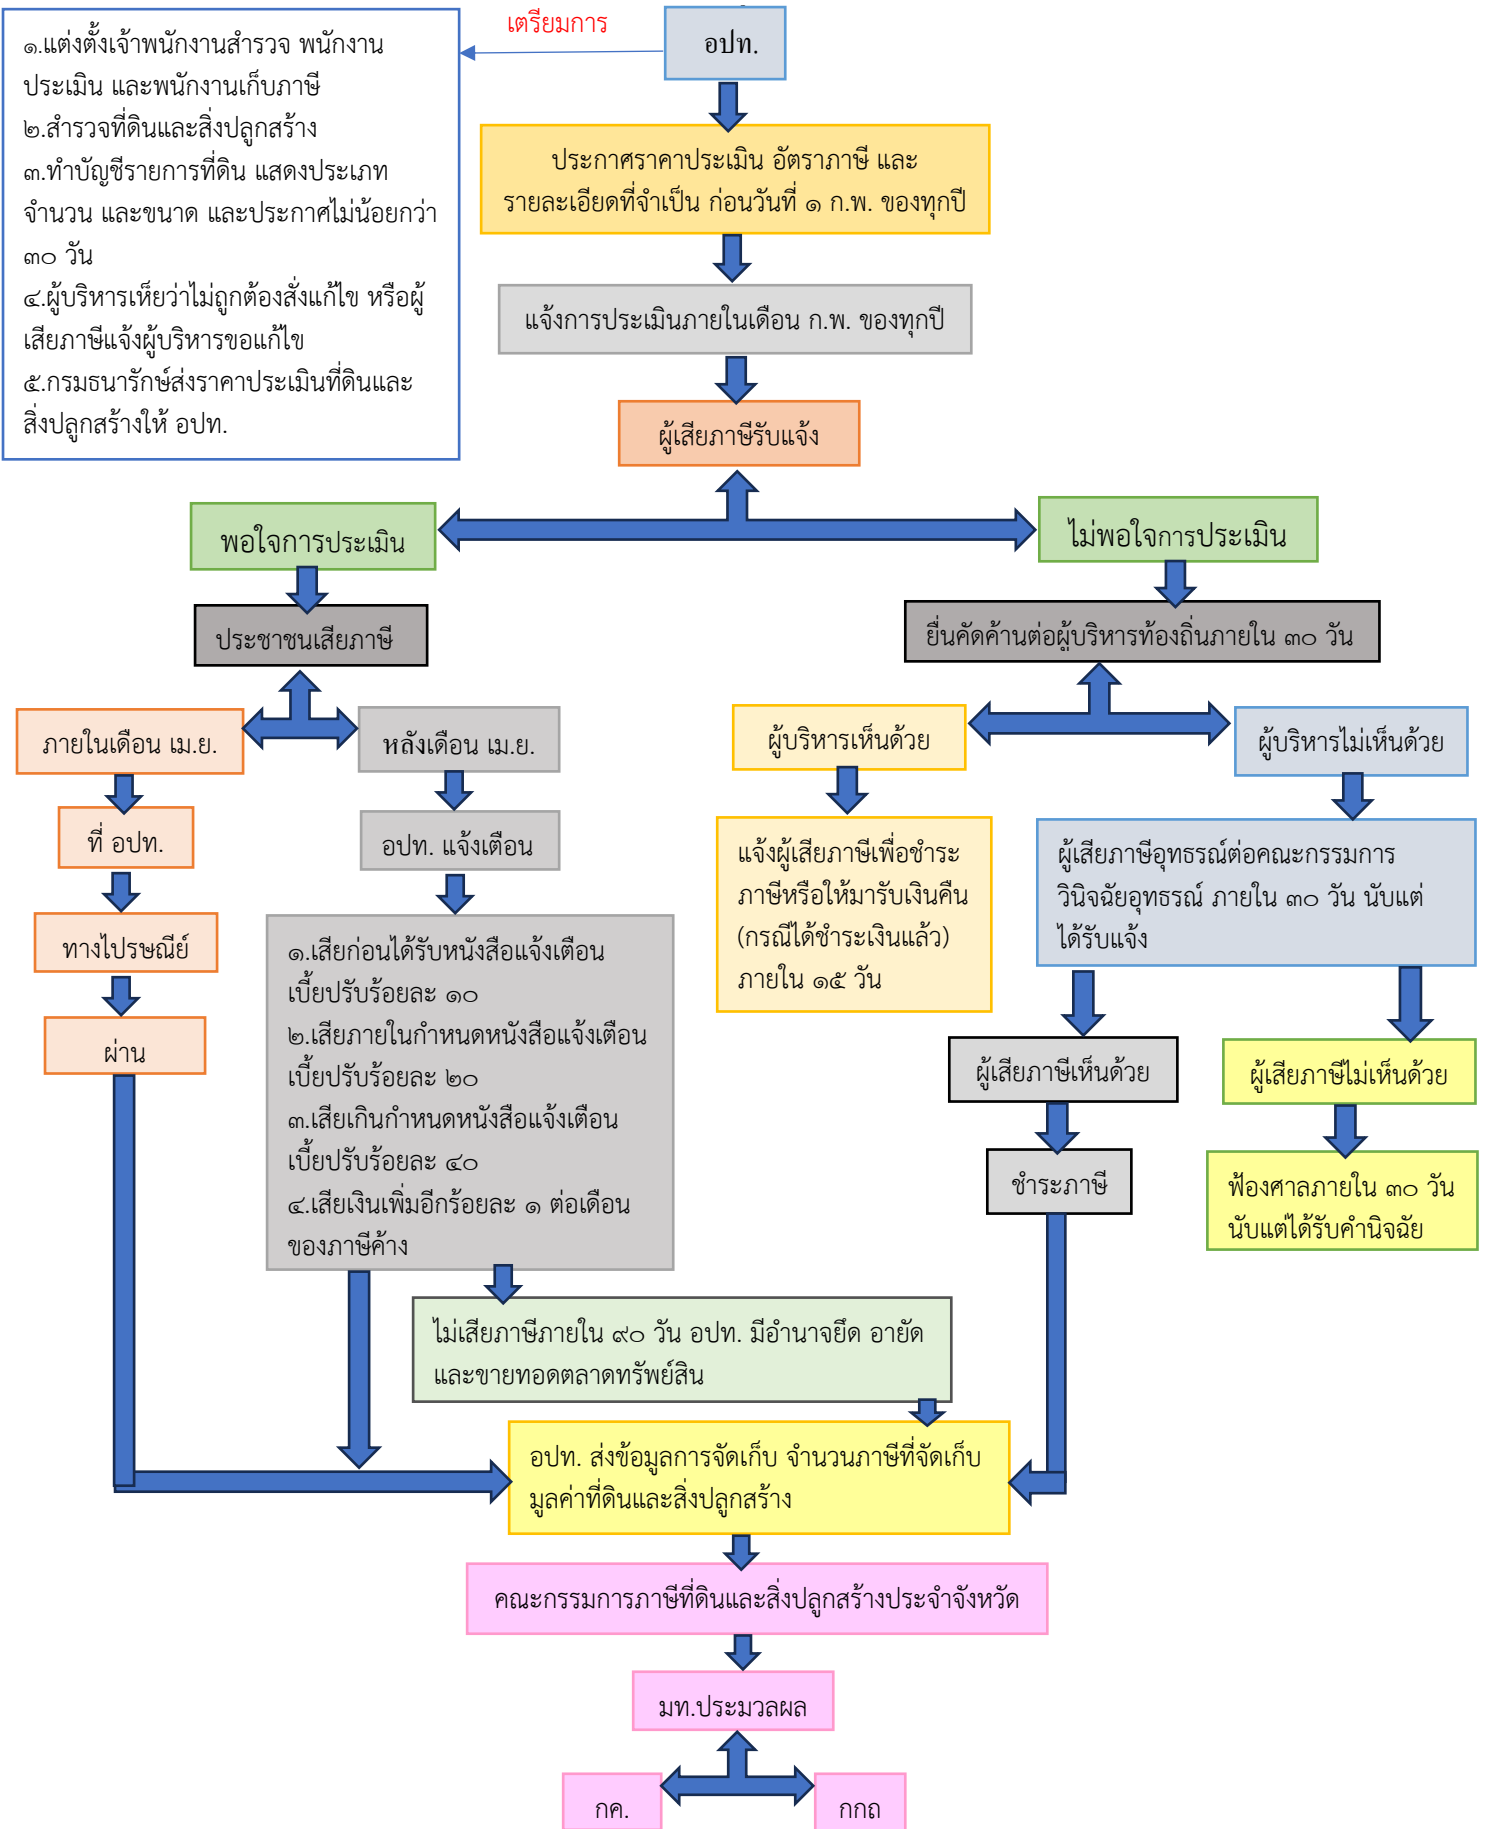 ๑.แต่งตั้งเจ้าพนักงานสำรวจ พนักงาน
ประเมิน และพนักงานเก็บภาษี
๒.สำรวจที่ดินและสิ่งปลูกสร้าง
๓.ทำบัญชีรายการที่ดิน แสดงประเภท
จำนวน และขนาด และประกาศไม่น้อยกว่า
๓๐ วัน
๔.ผู้บริหารเห็ยว่าไม่ถูกต้องสั่งแก้ไข หรือผู้
เสียภาษีแจ้งผู้บริหารขอแก้ไข
๕.กรมธนารักษ์ส่งราคาประเมินที่ดินและ
สิ่งปลูกสร้างให้ อปท.
เตรียมการ
อปท.
ประกาศราคาประเมิน อัตราภาษี และ
รายละเอียดที่จำเป็น ก่อนวันที่ ๑ ก.พ. ของทุกปี
แจ้งการประเมินภายในเดือน ก.พ. ของทุกปี
ผู้เสียภาษีรับแจ้ง
พอใจการประเมิน
ไม่พอใจการประเมิน
ประชาชนเสียภาษี
ยื่นคัดค้านต่อผู้บริหารท้องถิ่นภายใน ๓๐ วัน
ภายในเดือน เม.ย.
หลังเดือน เม.ย.
ผู้บริหารเห็นด้วย
ผู้บริหารไม่เห็นด้วย
ที่ อปท.
อปท. แจ้งเตือน
แจ้งผู้เสียภาษีเพื่อชำระ
ภาษีหรือให้มารับเงินคืน
(กรณีได้ชำระเงินแล้ว)
ภายใน ๑๕ วัน
ผู้เสียภาษีอุทธรณ์ต่อคณะกรรมการ
วินิจฉัยอุทธรณ์ ภายใน ๓๐ วัน นับแต่
ได้รับแจ้ง
ทางไปรษณีย์
ผ่าน
๑.เสียก่อนได้รับหนังสือแจ้งเตือน
เบี้ยปรับร้อยละ ๑๐
๒.เสียภายในกำหนดหนังสือแจ้งเตือน
เบี้ยปรับร้อยละ ๒๐
๓.เสียเกินกำหนดหนังสือแจ้งเตือน
เบี้ยปรับร้อยละ ๔๐
๔.เสียเงินเพิ่มอีกร้อยละ ๑ ต่อเดือน
ของภาษีค้าง
ผู้เสียภาษีเห็นด้วย
ผู้เสียภาษีไม่เห็นด้วย
ชำระภาษี
ฟ้องศาลภายใน ๓๐ วัน
นับแต่ได้รับคำนิจฉัย
ไม่เสียภาษีภายใน ๙๐ วัน อปท. มีอำนาจยึด อายัด
และขายทอดตลาดทรัพย์สิน
อปท. ส่งข้อมูลการจัดเก็บ จำนวนภาษีที่จัดเก็บ
มูลค่าที่ดินและสิ่งปลูกสร้าง
คณะกรรมการภาษีที่ดินและสิ่งปลูกสร้างประจำจังหวัด
มท.ประมวลผล
กค.
กกถ